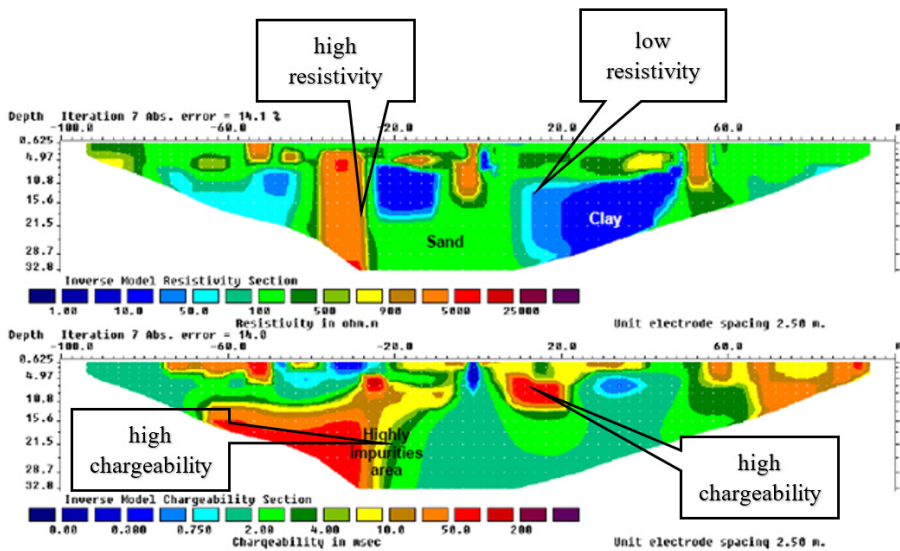 high
resistivity
low
resistivity
Depth Iteration 7 Abs. error = 14.1 %
-100.0 -60.0 -20.0 20.0 60.0 m.
0.625
4.97
10.8
15.6
21.5
28.7
32.8
Clay
Sand
Inverse Model Resistivity Section
1.00 10.0 50.0 100 500 900 5000 25000
Resistivity in ohm.m
Unit electrode spacing 2.50 m.
Depth Iteration 7 Abs. error = 14.0
-100.0 -60.0 -20.0 20.0 60.0 m
0.625
4.97
10.8
15.6
21.5
28.7
32.8
high
chargeability
Highly
impurities
area
high
chargeability
Inverse Model Chargeability Section
0.00 0.300 0.750 2.00 4.00 10.0 50.0 200
Chargeability in msec
Unit electrode spacing 2.50 m.